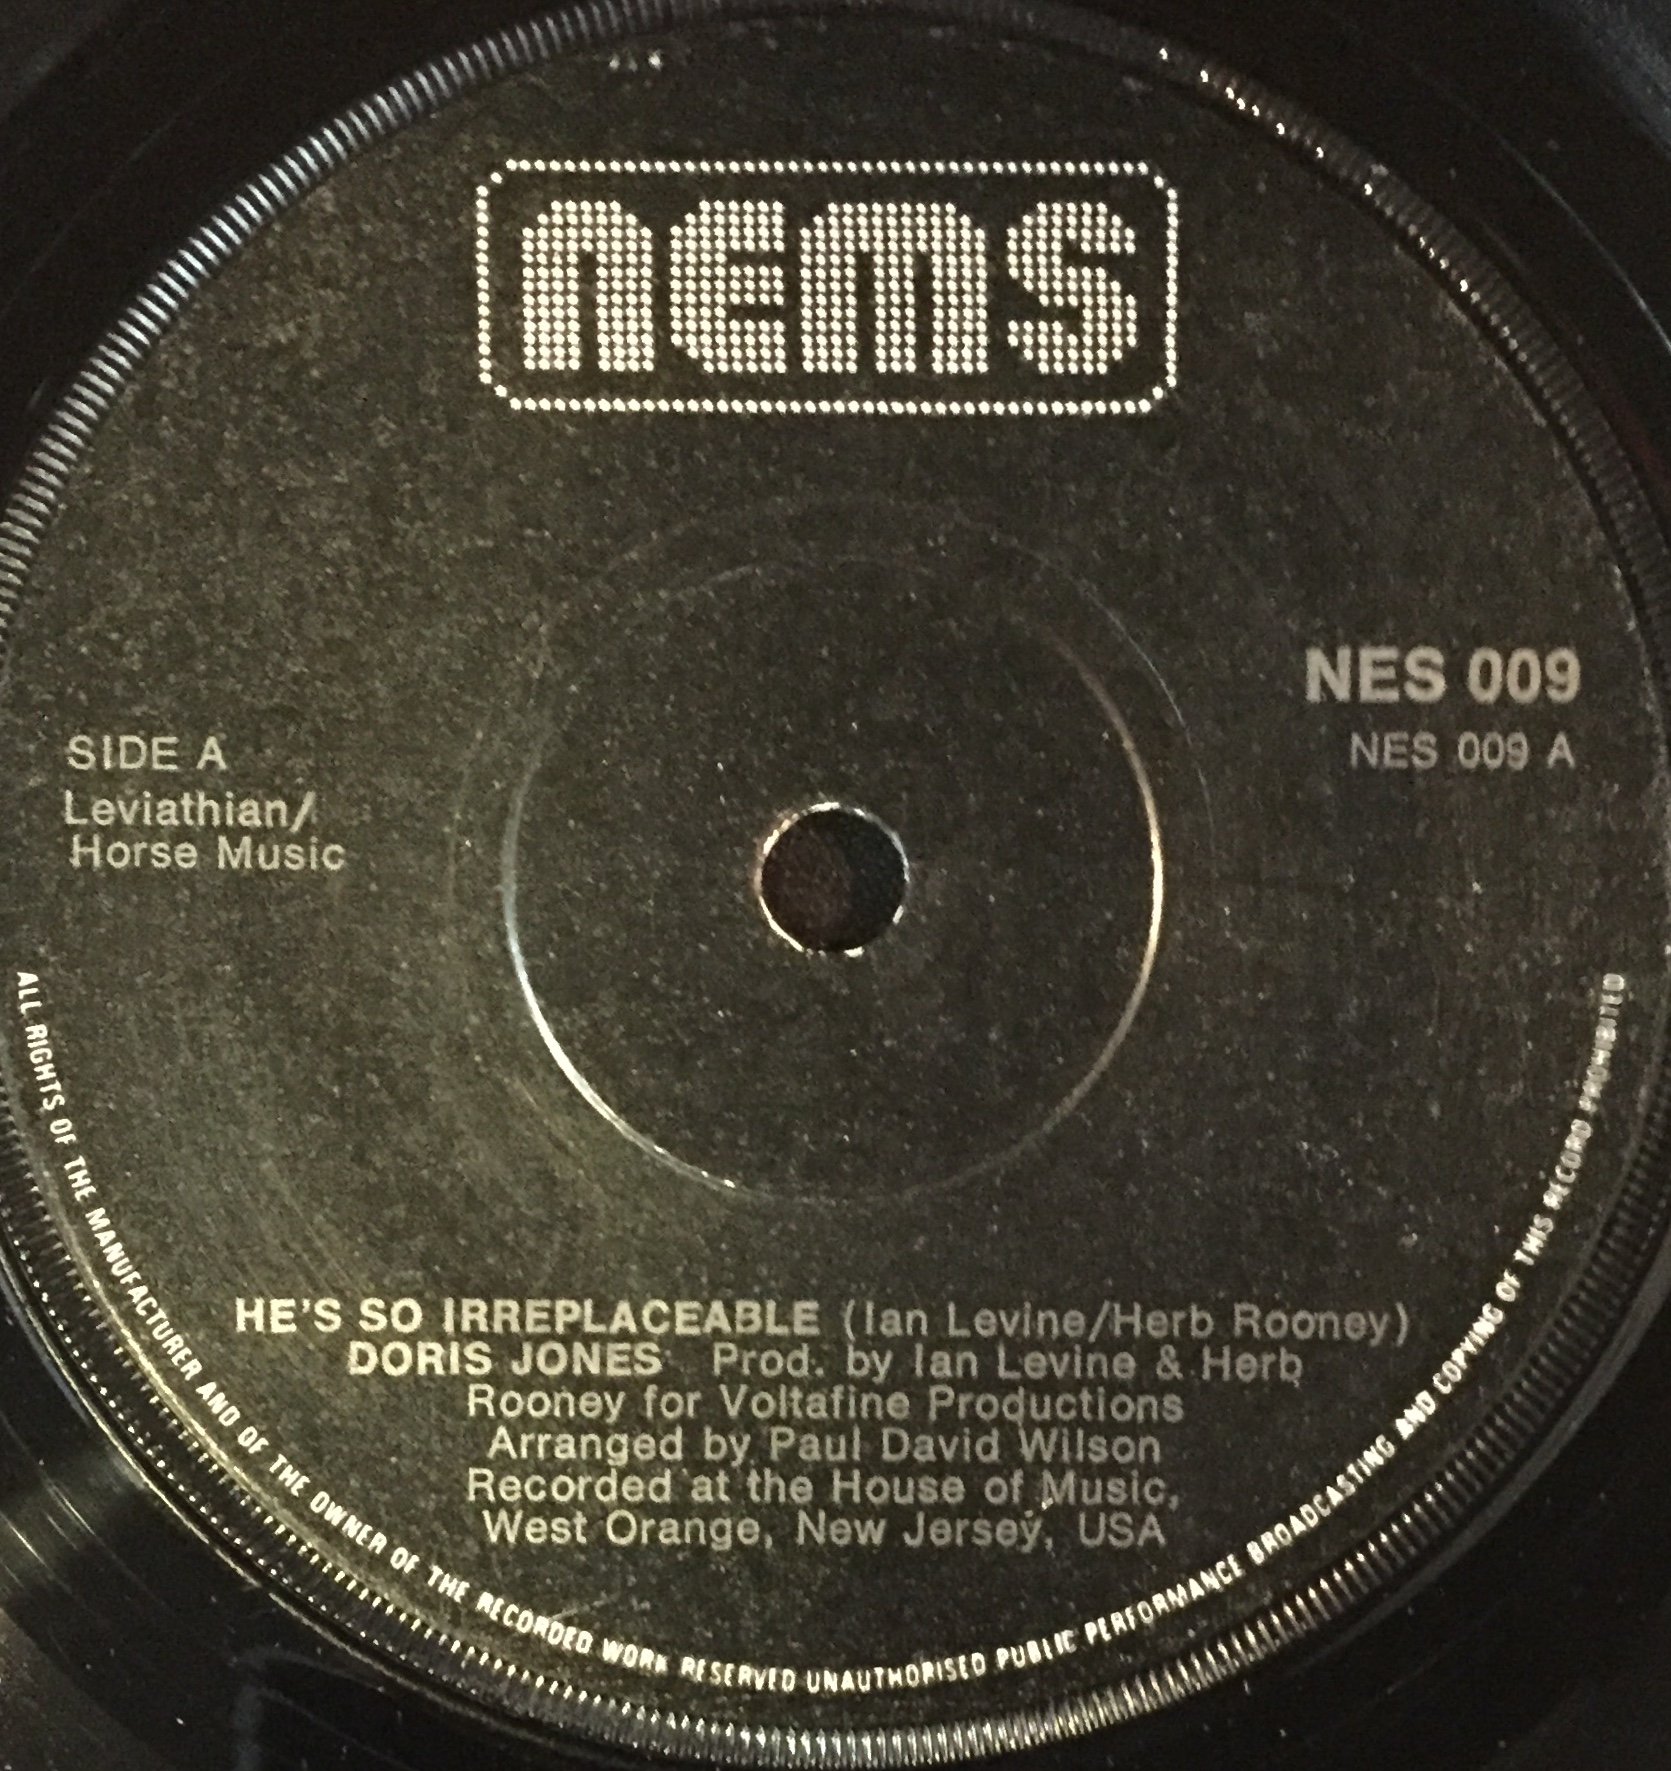 nems
NES 009
NES 009 A
SIDE A
Leviathian/
Horse Music
HE'S SO IRREPLACEABLE (Ian Levine/Herb Rooney)
DORIS JONES Prod. by Ian Levine & Herb
Rooney for Voltafine Productions
Arranged by Paul David Wilson
Recorded at the House of Music,
West Orange, New Jersey, USA
ALL RIGHTS OF THE MANUFACTURER AND OF THE OWNER OF THE RECORDED WORK RESERVED UNAUTHORISED PUBLIC PERFORMANCE BROADCASTING AND COPYING OF THIS RECORD PROHIBITED